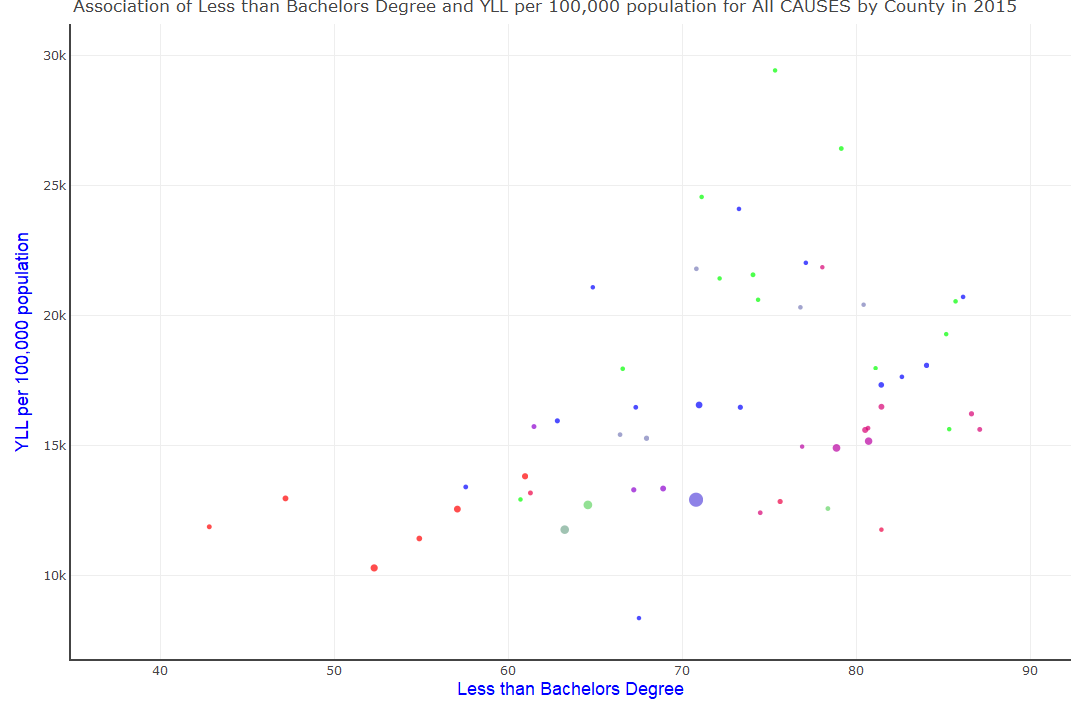 Association of Less than Bachelors Degree and YLL per 100,000 population for All CAUSES by County in 2015
30k
25k
20k
15k
10k
YLL per 100,000 population
40 50 60 70 80 90
Less than Bachelors Degree